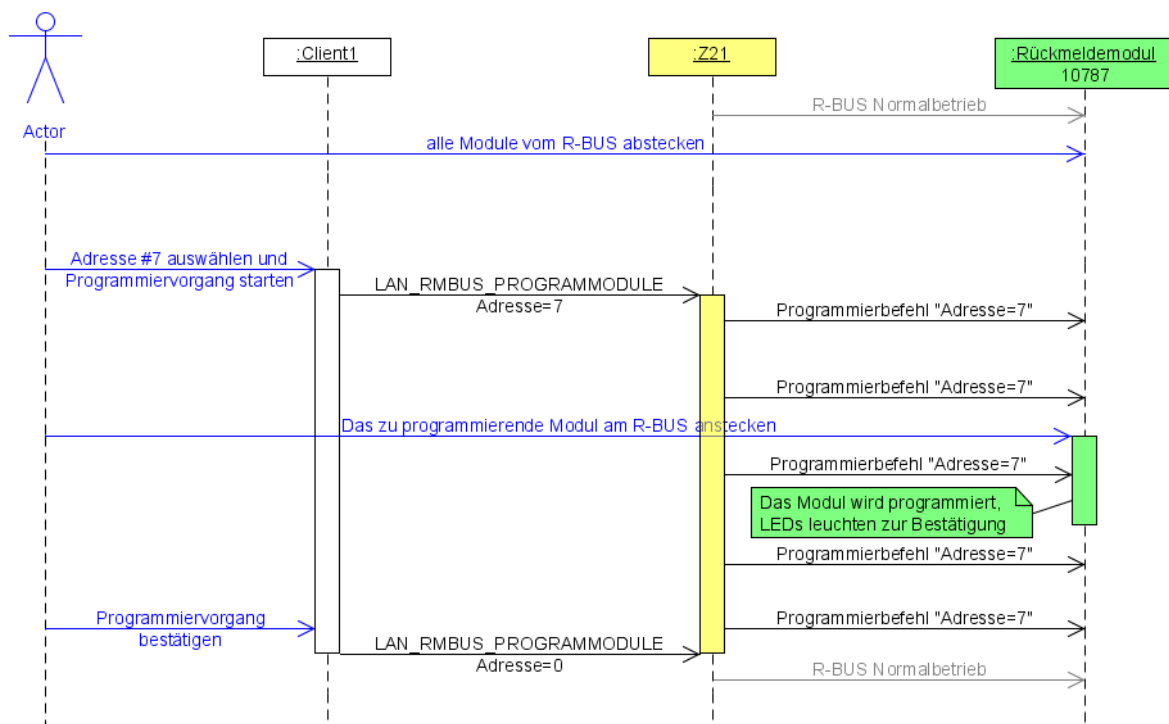 :Client1
:Z21
:Rückmeldemodul
10787
Actor
R-BUS Normalbetrieb
alle Module vom R-BUS abstecken
Adresse #7 auswählen und
Programmiervorgang starten
LAN_RMBUS_PROGRAMMODULE
Adresse=7
Programmierbefehl "Adresse=7"
Programmierbefehl "Adresse=7"
Das zu programmierende Modul am R-BUS anstecken
Programmierbefehl "Adresse=7"
Das Modul wird programmiert,
LEDs leuchten zur Bestätigung
Programmierbefehl "Adresse=7"
Programmiervorgang
bestätigen
Programmierbefehl "Adresse=7"
LAN_RMBUS_PROGRAMMODULE
Adresse=0
R-BUS Normalbetrieb